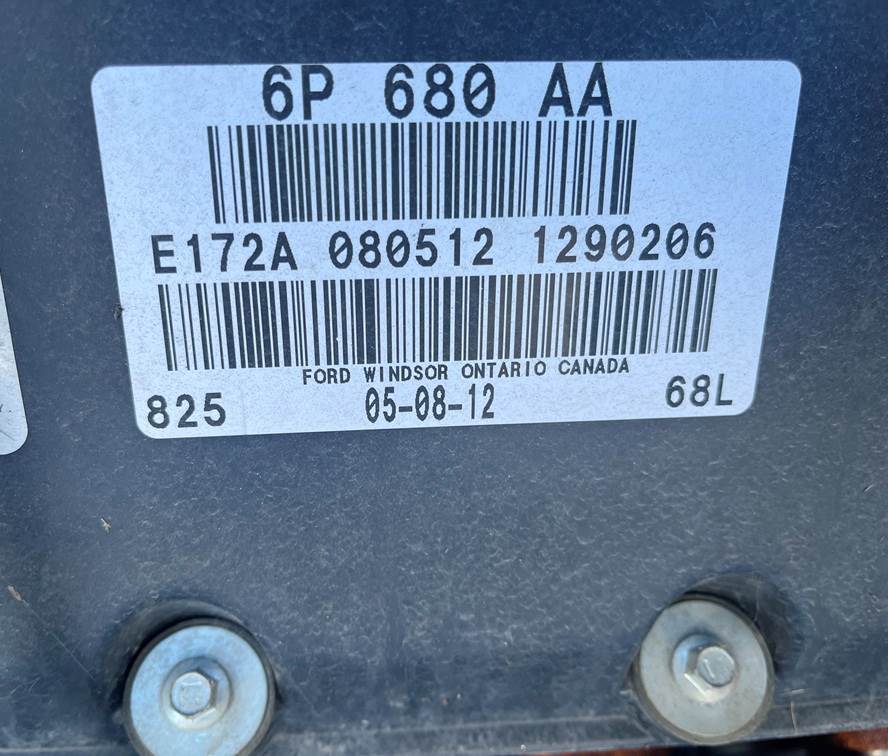 6P 680 AA
E172A 080512 1290206
FORD WINDSOR ONTARIO CANADA
825 05-08-12 68L